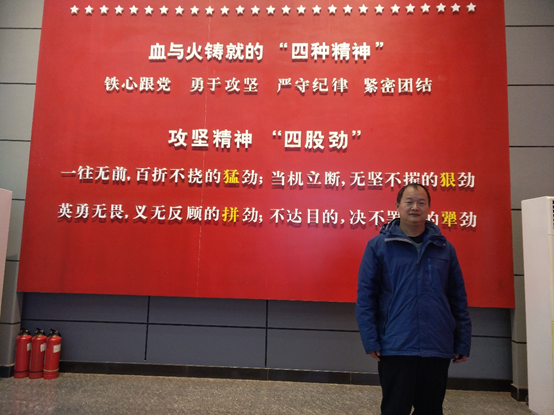 血与火铸就的“四种精神”
铁心跟党 勇于攻坚 严守纪律 紧密团结
攻坚精神“四股劲”
一往无前,百折不挠的猛劲;当机立断,无坚不摧的狠劲
英勇无畏,义无反顾的拼劲;不达目的,决不罢的犟劲